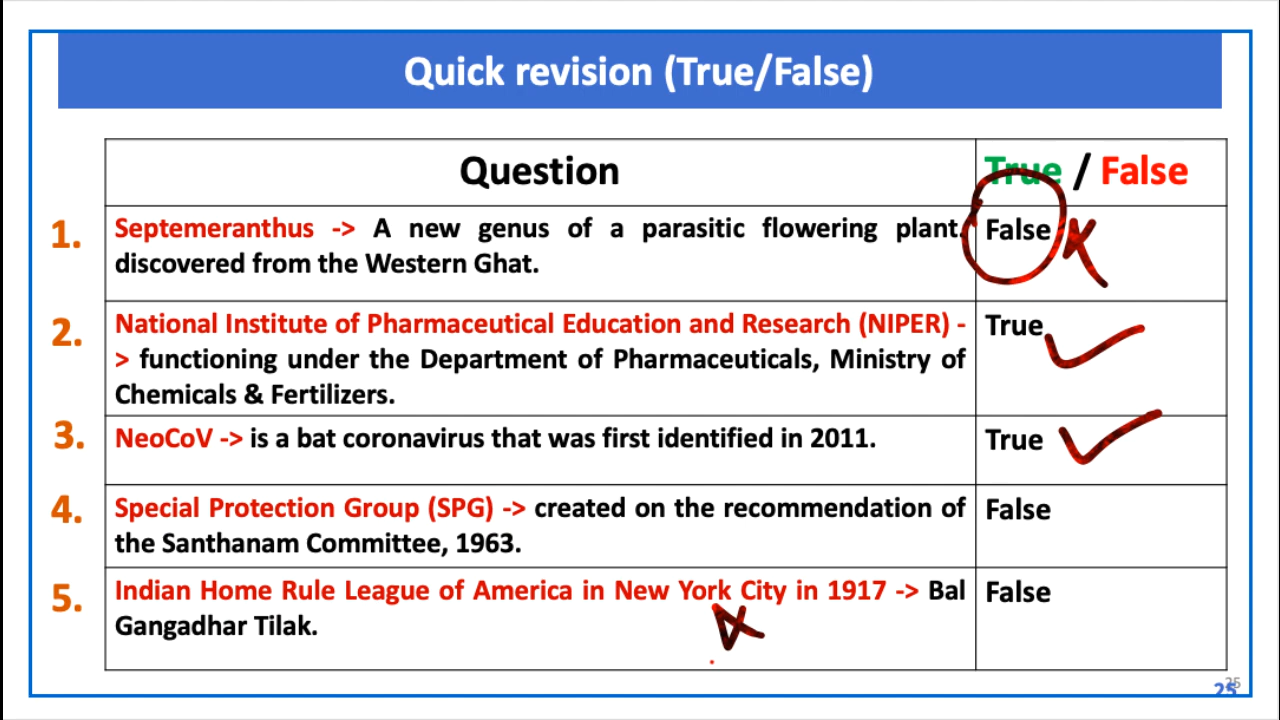 Quick revision (True/False)
Question
True / False
1.
Septemeranthus -> A new genus of a parasitic flowering plant.
discovered from the Western Ghat.
False
2.
National Institute of Pharmaceutical Education and Research (NIPER) -
> functioning under the Department of Pharmaceuticals, Ministry of
Chemicals & Fertilizers.
True
3.
NeoCoV -> is a bat coronavirus that was first identified in 2011.
True
4.
Special Protection Group (SPG) -> created on the recommendation of
the Santhanam Committee, 1963.
False
5.
Indian Home Rule League of America in New York City in 1917 -> Bal
Gangadhar Tilak.
False
25
25